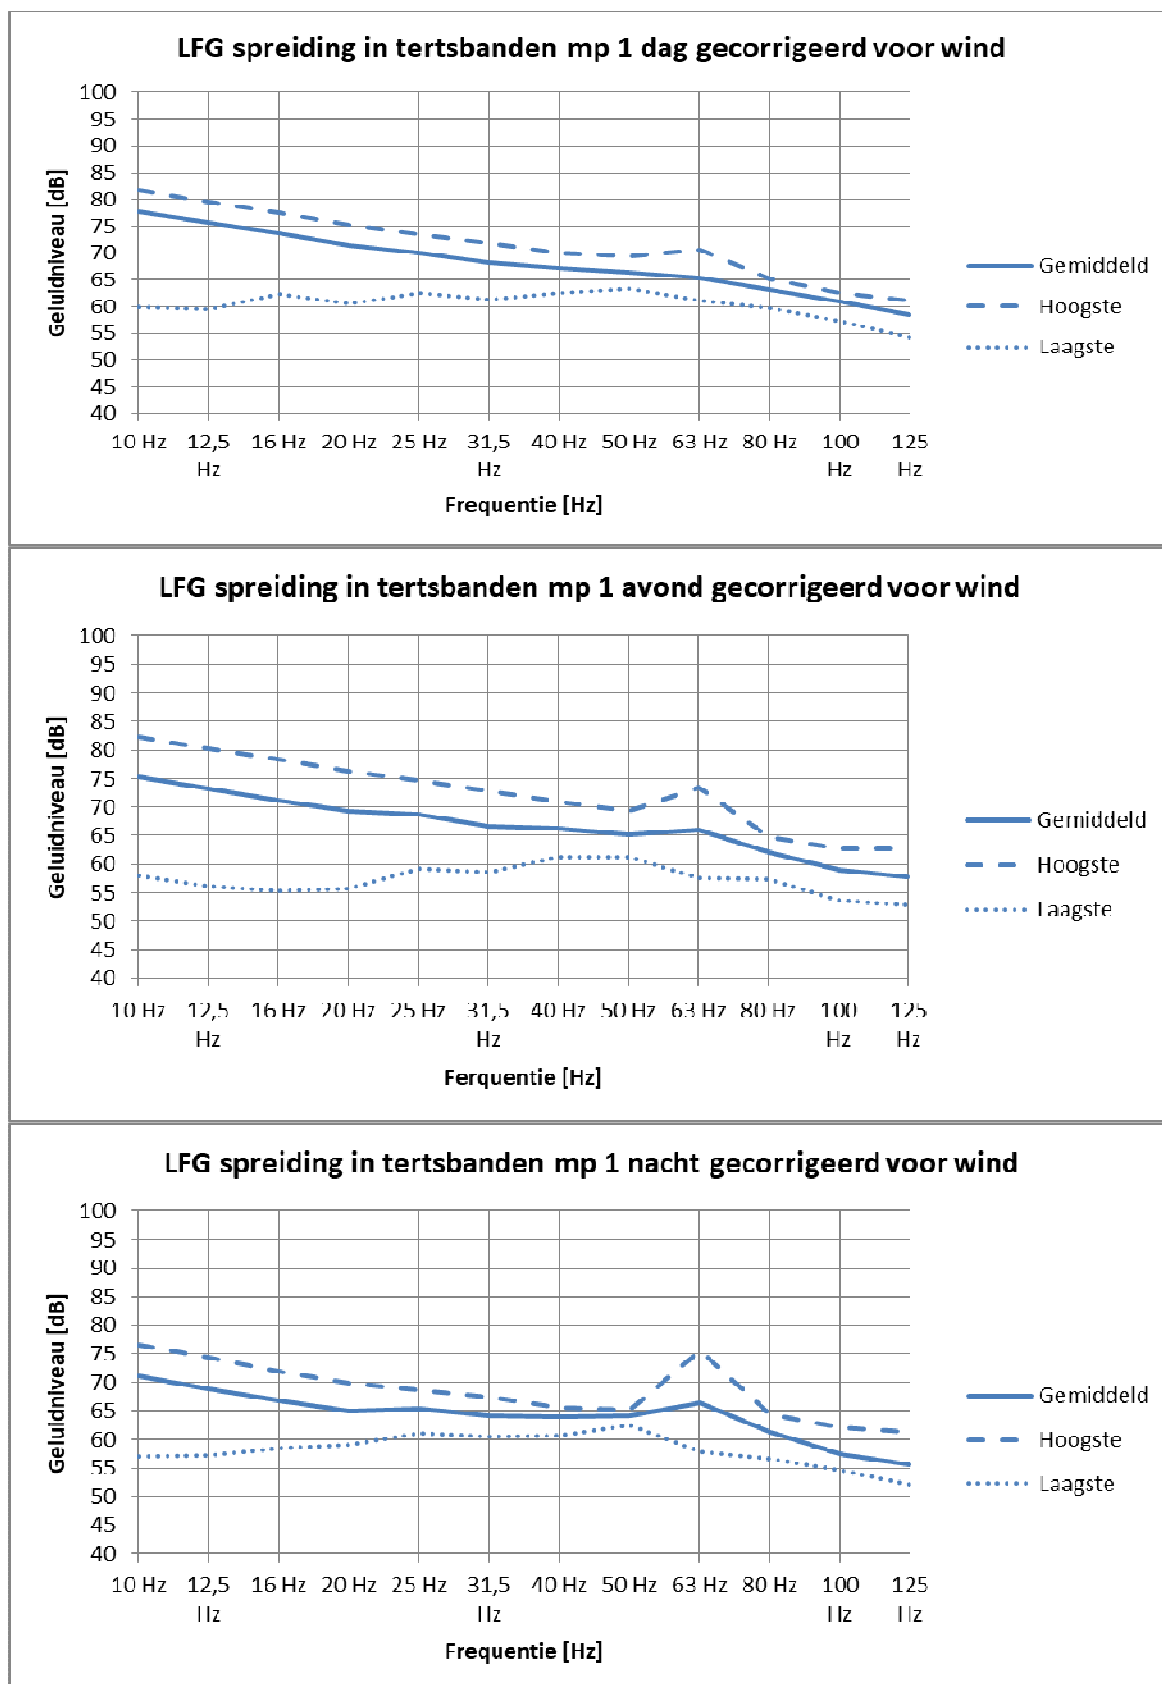 LFG spreiding in tertsbanden mp 1 dag gecorrigeerd voor wind
Geluidniveau [dB]
100
95
90
85
80
75
70
65
60
55
50
45
40
10 Hz 12,5 Hz 16 Hz 20 Hz 25 Hz 31,5 Hz 40 Hz 50 Hz 63 Hz 80 Hz 100 Hz 125 Hz
Frequentie [Hz]
Gemiddeld
Hoogste
Laagste
LFG spreiding in tertsbanden mp 1 avond gecorrigeerd voor wind
Geluidniveau [dB]
100
95
90
85
80
75
70
65
60
55
50
45
40
10 Hz 12,5 Hz 16 Hz 20 Hz 25 Hz 31,5 Hz 40 Hz 50 Hz 63 Hz 80 Hz 100 Hz 125 Hz
Ferquentie [Hz]
Gemiddeld
Hoogste
Laagste
LFG spreiding in tertsbanden mp 1 nacht gecorrigeerd voor wind
Geluidniveau [dB]
100
95
90
85
80
75
70
65
60
55
50
45
40
10 Hz 12,5 Hz 16 Hz 20 Hz 25 Hz 31,5 Hz 40 Hz 50 Hz 63 Hz 80 Hz 100 Hz 125 Hz
Frequentie [Hz]
Gemiddeld
Hoogste
Laagste